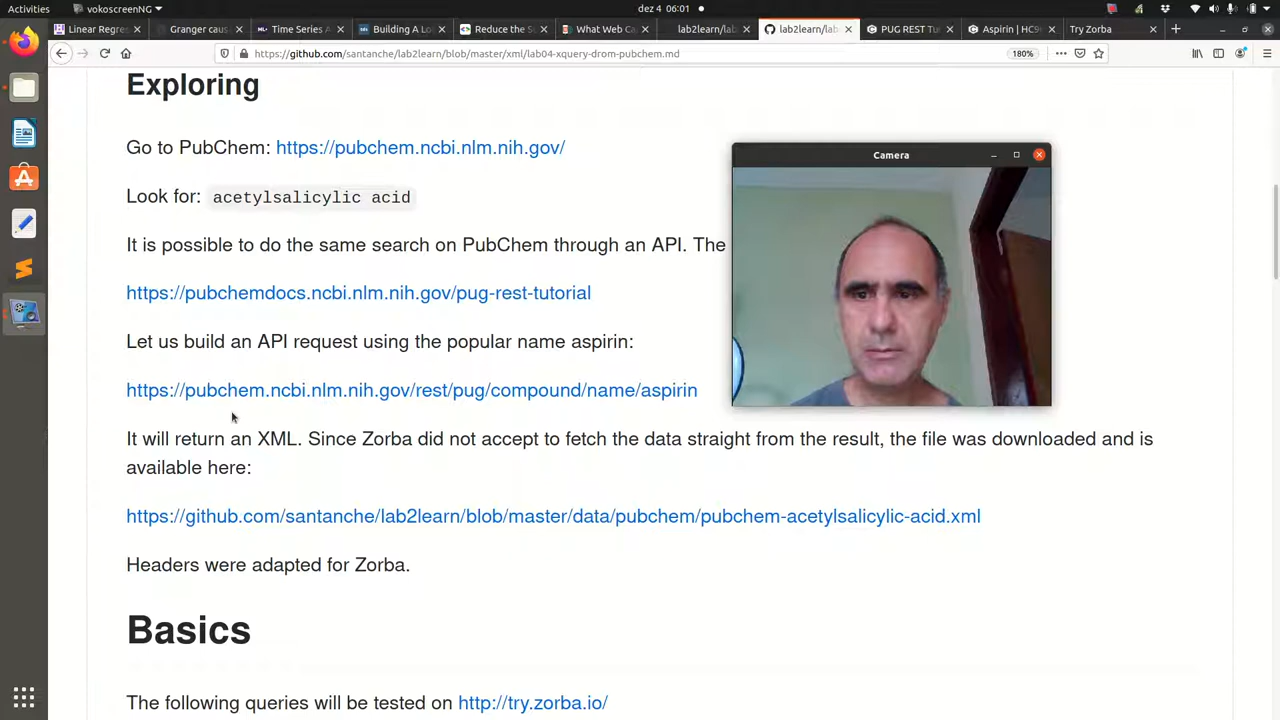 Activities
vokoscreenNG
dez 4 06:01
Linear Regres
Granger caus
Time Series A
Building A Lo
Reduce the S
What Web Ca
lab2learn/lab
lab2learn/lab
PUG REST Tu
Aspirin | HC9
Try Zorba
https://github.com/santanche/lab2learn/blob/master/xml/lab04-xquery-drom-pubchem.md
180%
Exploring
Go to PubChem: https://pubchem.ncbi.nlm.nih.gov/
Camera
Look for: acetylsalicylic acid
It is possible to do the same search on PubChem through an API. The
https://pubchemdocs.ncbi.nlm.nih.gov/pug-rest-tutorial
Let us build an API request using the popular name aspirin:
https://pubchem.ncbi.nlm.nih.gov/rest/pug/compound/name/aspirin
It will return an XML. Since Zorba did not accept to fetch the data straight from the result, the file was downloaded and is
available here:
https://github.com/santanche/lab2learn/blob/master/data/pubchem/pubchem-acetylsalicylic-acid.xml
Headers were adapted for Zorba.
Basics
The following queries will be tested on http://try.zorba.io/